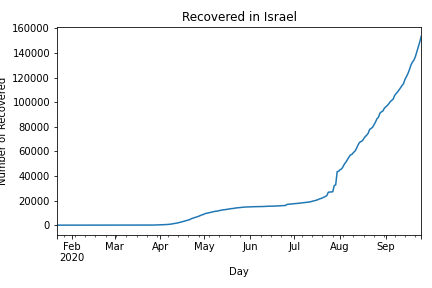 Recovered in Israel
160000
140000
120000
100000
80000
60000
40000
20000
0
Number of Recovered
Feb Mar Apr May Jun Jul Aug Sep
2020
Day